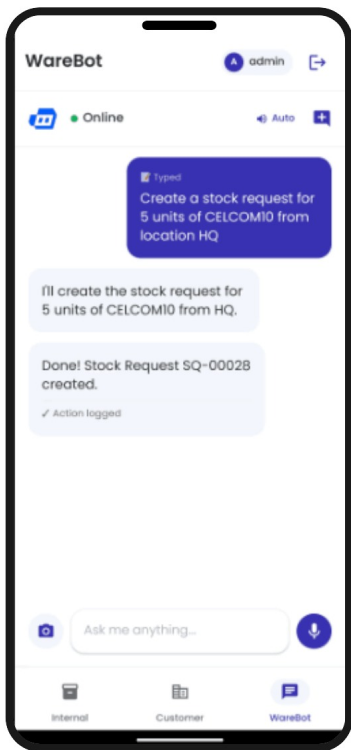 WareBot
A admin
Online
Auto
Typed
Create a stock request for
5 units of CELCOM10 from
location HQ
I'll create the stock request for
5 units of CELCOM10 from HQ.
Done! Stock Request SQ-00028
created.
✓ Action logged
Ask me anything...
Internal
Customer
WareBot